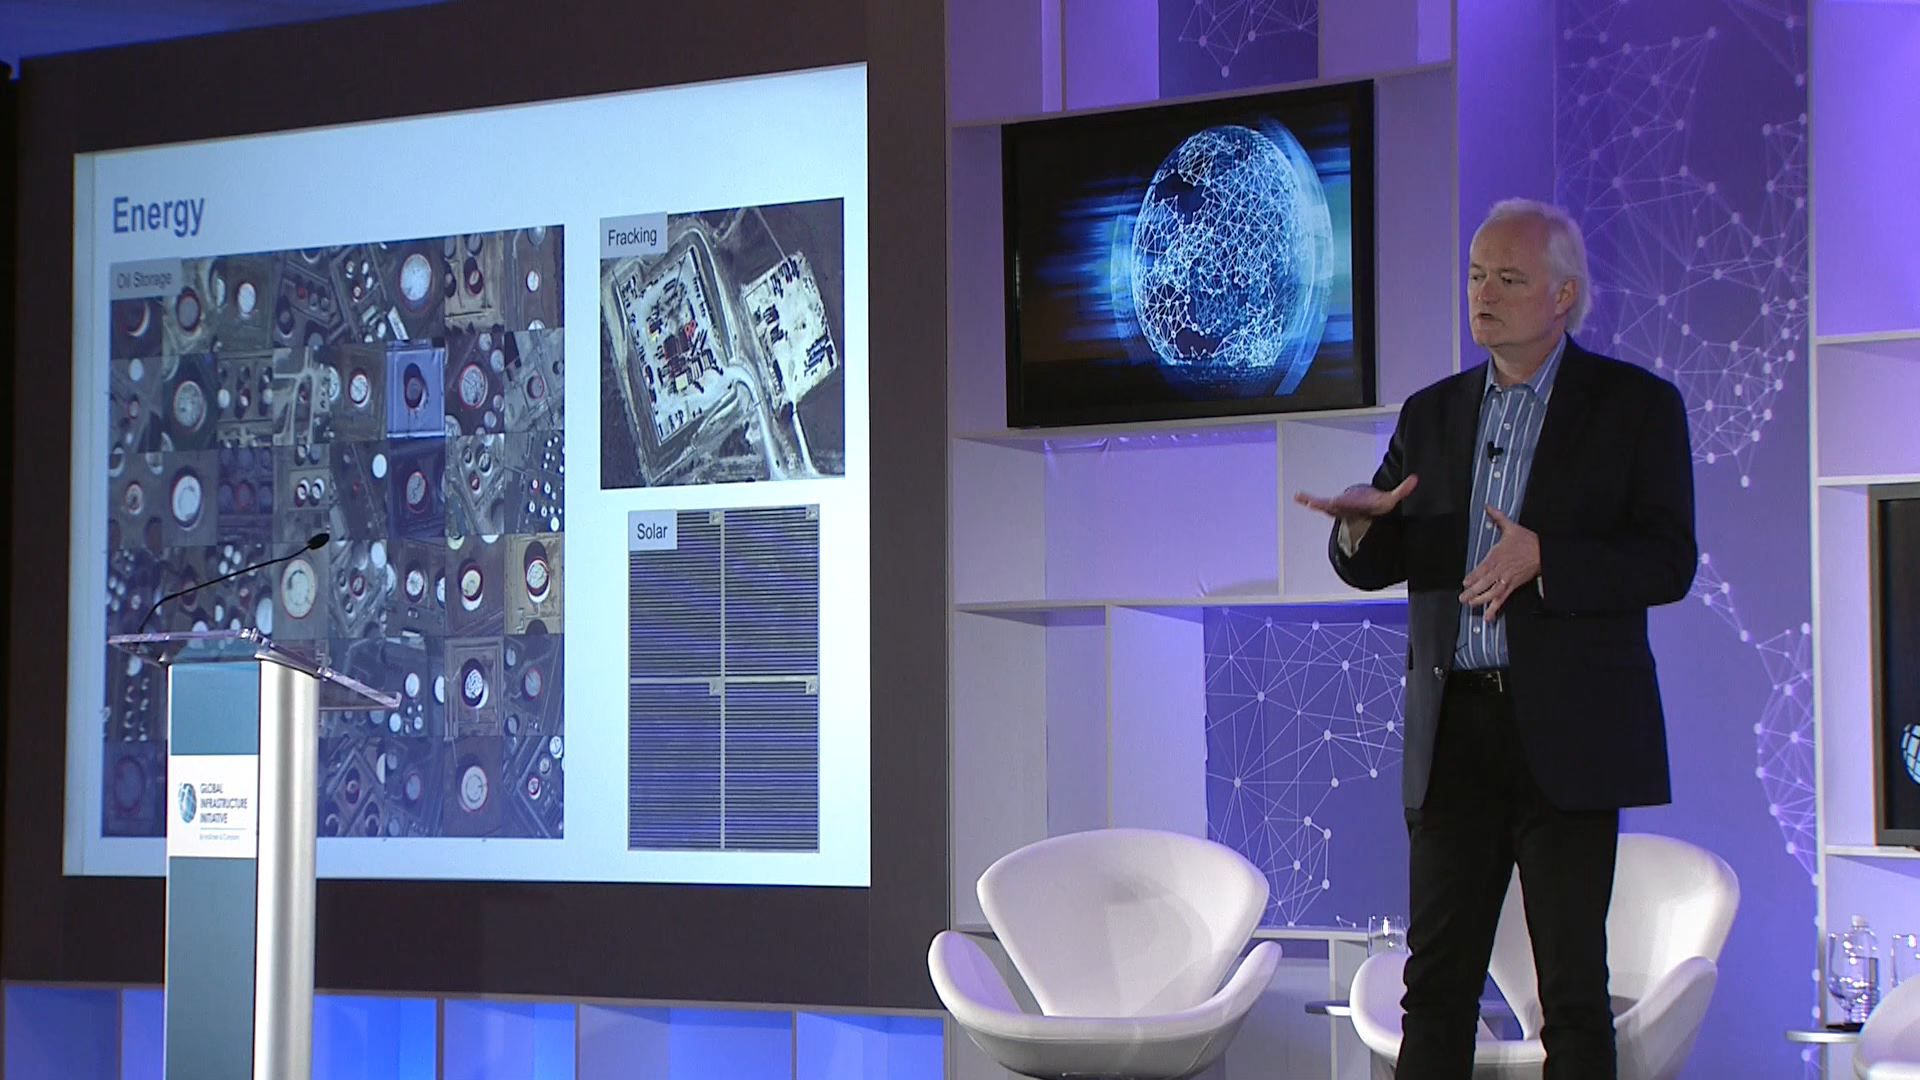 Energy
Oil Storage
Fracking
Solar
GLOBAL
INFRASTRUCTURE
INITIATIVE